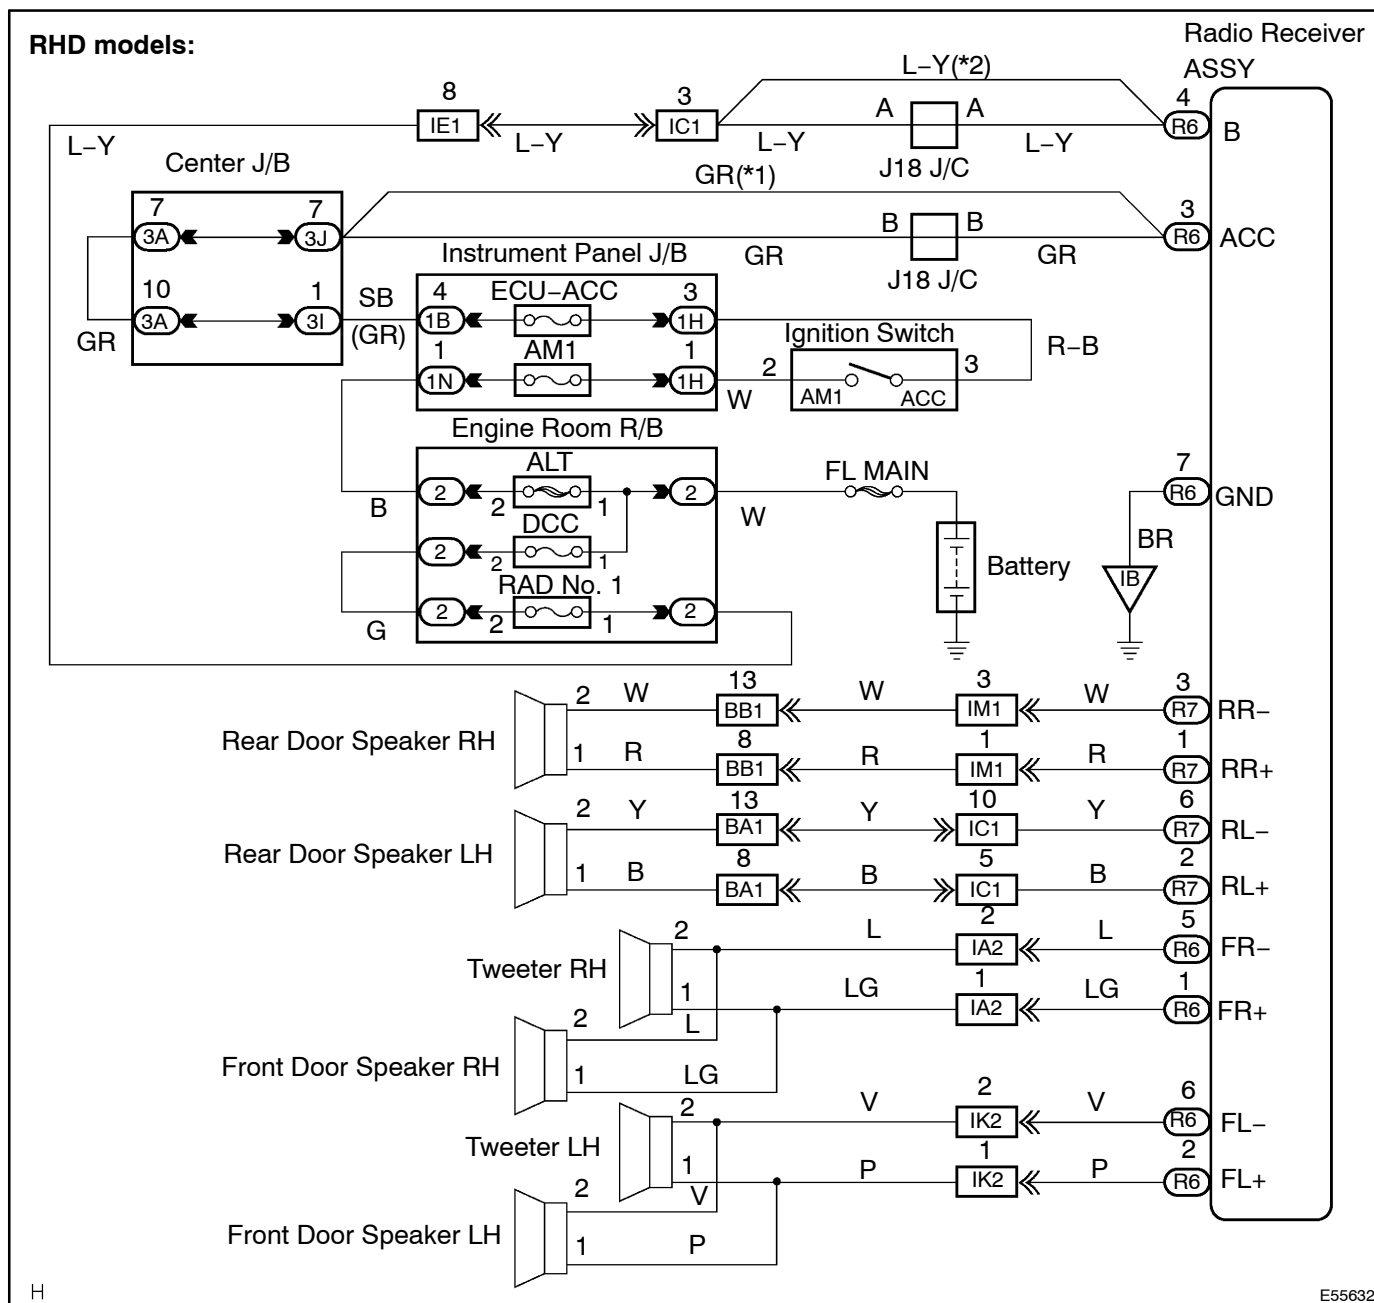 RHD models:
Radio Receiver
ASSY
L−Y(*2)
8
3
4
IE1
IC1
A
A
R6
B
L−Y
L−Y
L−Y
L−Y
J18 J/C
Center J/B
GR(*1)
7
7
3
3A
3J
B
B
R6
ACC
Instrument Panel J/B
GR
GR
J18 J/C
10
1
SB
4
ECU−ACC
3
3A
3I
1B
1H
GR
(GR)
Ignition Switch
R−B
1
AM1
1
2
3
1N
1H
W
AM1
ACC
Engine Room R/B
ALT
FL MAIN
7
2
2
R6
GND
B
2
1
W
DCC
BR
2
2
1
Battery
IB
RAD No. 1
2
2
G
2
1
13
3
3
2
W
BB1
W
IM1
W
R7
RR−
Rear Door Speaker RH
8
1
1
1
R
BB1
R
IM1
R
R7
RR+
13
10
6
2
Y
BA1
Y
IC1
Y
R7
RL−
Rear Door Speaker LH
8
5
2
1
B
BA1
B
IC1
B
R7
RL+
2
5
2
L
IA2
L
R6
FR−
Tweeter RH
1
1
1
LG
IA2
LG
R6
FR+
2
L
Front Door Speaker RH
1
LG
2
6
2
V
IK2
V
R6
FL−
Tweeter LH
1
2
1
P
IK2
P
R6
FL+
2
V
Front Door Speaker LH
1
P
H
E55632